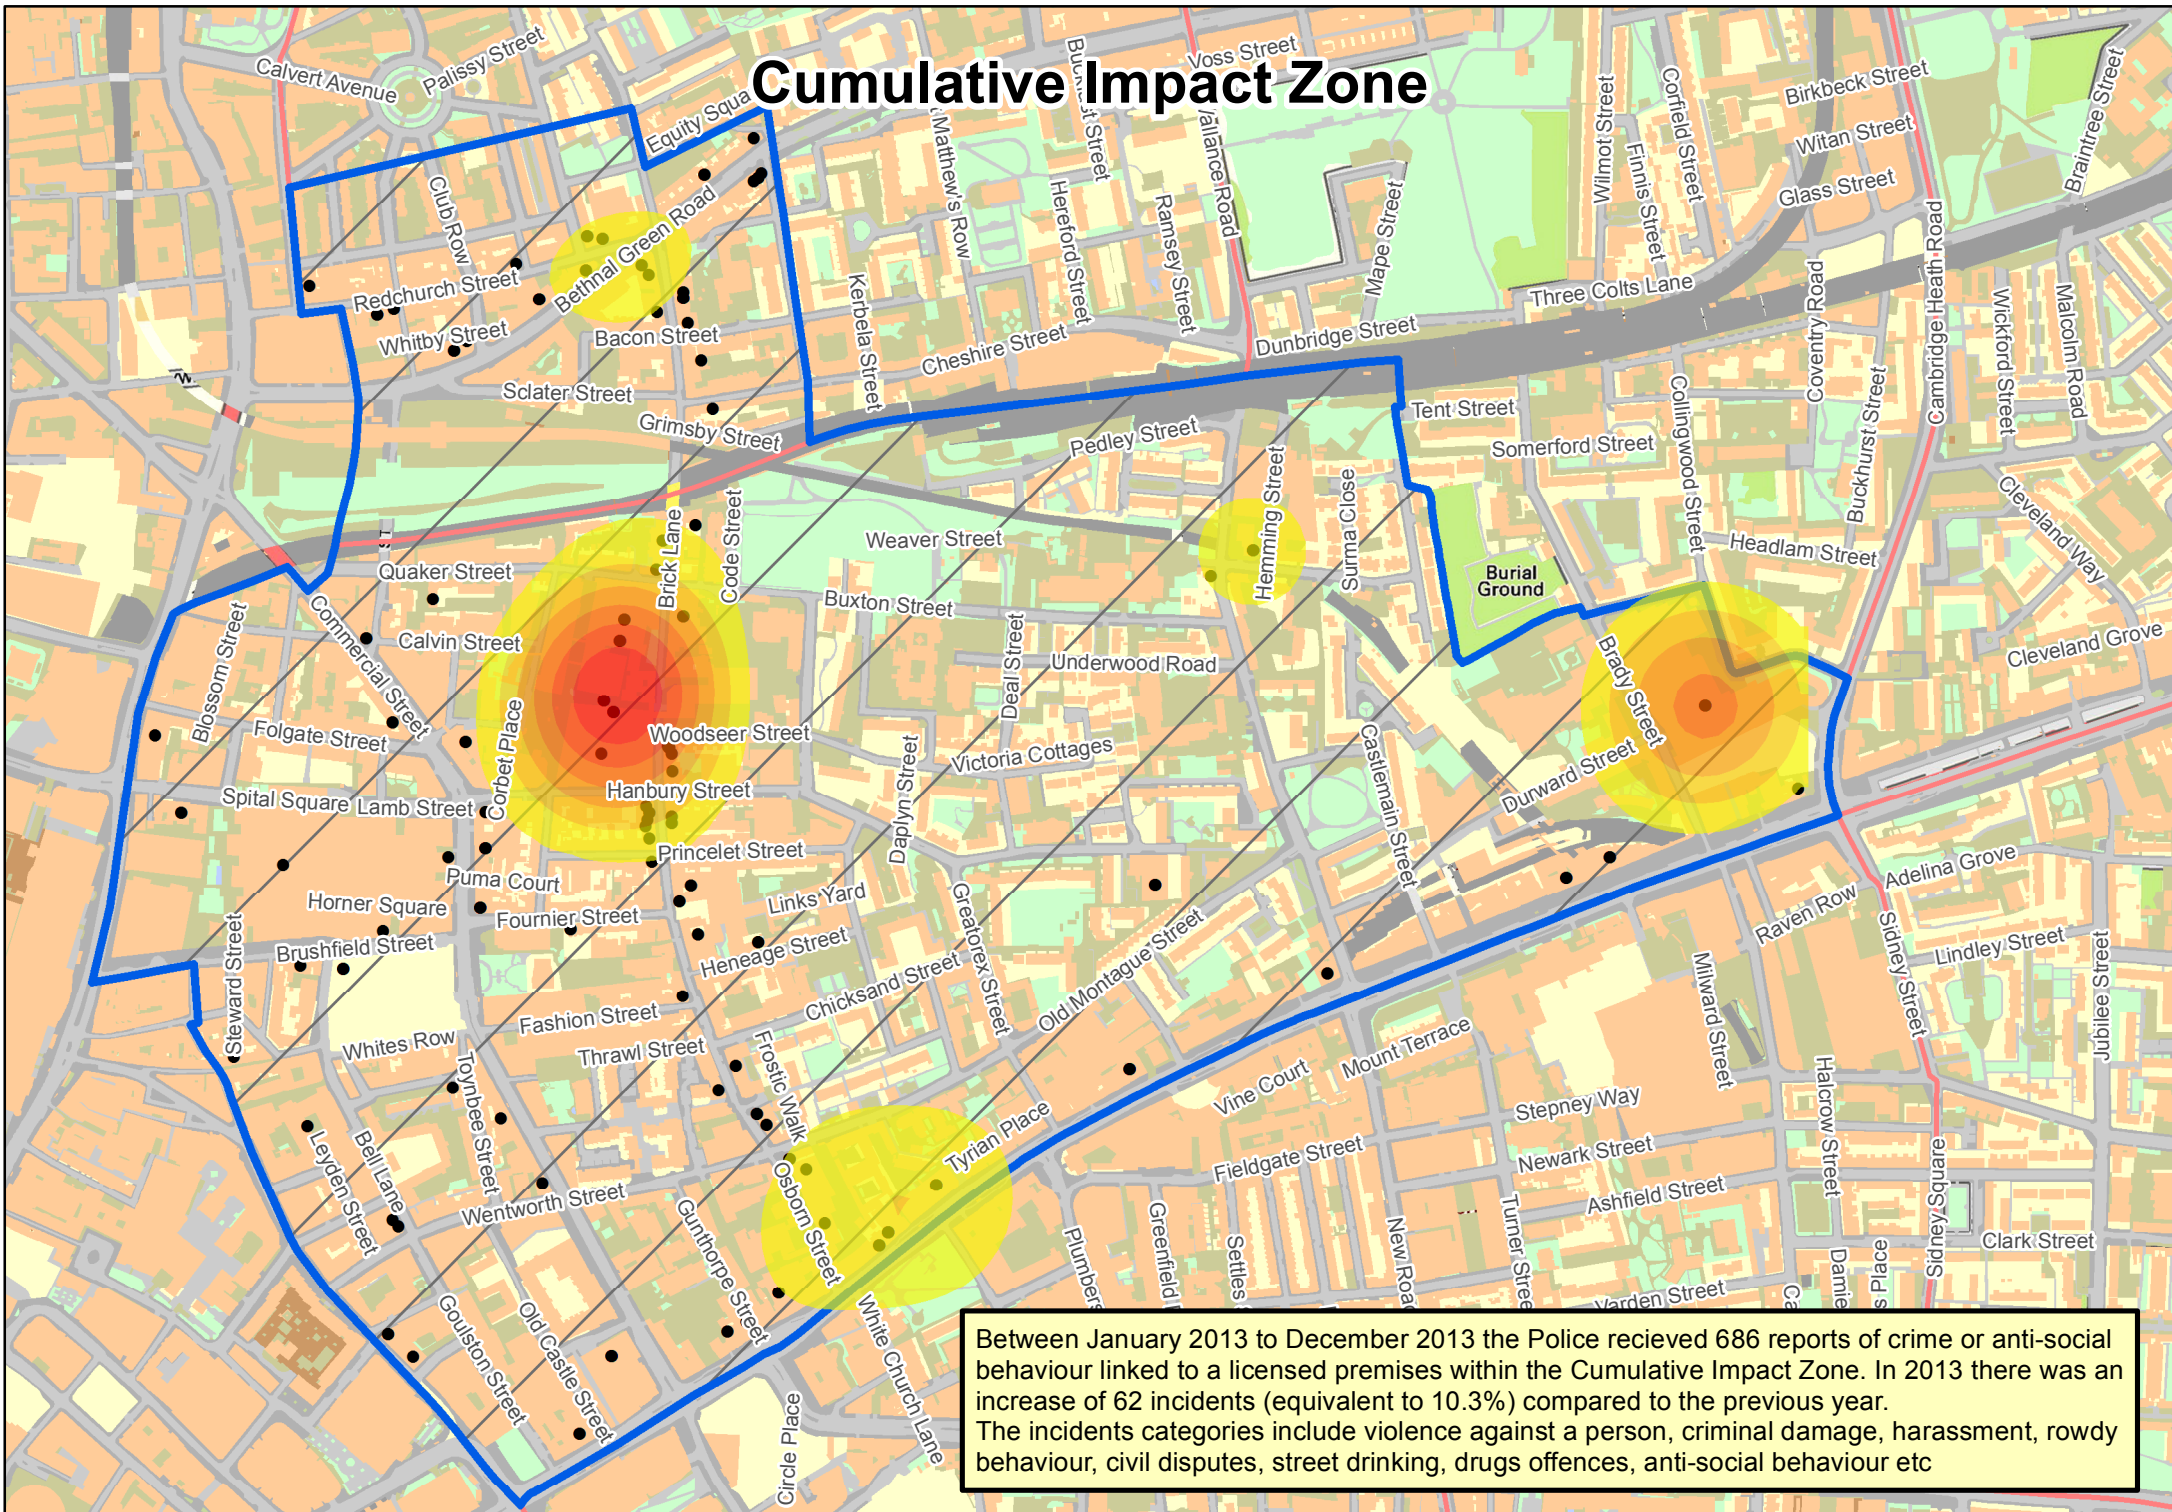 Cumulative Impact Zone
Calvert Avenue
Palissy Street
Equity Squa
Voss Street
Matthew's Row
Vallance Road
Wilmot Street
Corfield Street
Finnis Street
Birkbeck Street
Witan Street
Glass Street
Braintree Street
Club Row
Redchurch Street
Bethnal Green Road
Whitby Street
Bacon Street
Sclater Street
Grimsby Street
Kerbela Street
Cheshire Street
Hereford Street
Ramsey Street
Mape Street
Dunbridge Street
Three Colts Lane
Coventry Road
Cambridge Heath Road
Wickford Street
Malcolm Road
Tent Street
Somerford Street
Collingwood Street
Buckhurst Street
Pedley Street
Hemming Street
Surma Close
Headlam Street
Cleveland Way
Cleveland Grove
Burial
Ground
Quaker Street
Brick Lane
Code Street
Weaver Street
Buxton Street
Calvin Street
Commercial Street
Blossom Street
Folgate Street
Corbet Place
Woodseer Street
Deal Street
Underwood Road
Victoria Cottages
Brady Street
Durward Street
Castlemain Street
Spital Square
Lamb Street
Hanbury Street
Princelet Street
Daplyn Street
Puma Court
Horner Square
Fournier Street
Links Yard
Greatorex Street
Brushfield Street
Steward Street
Heneage Street
Chicksand Street
Old Montague Street
Adelina Grove
Raven Row
Sidney Street
Lindley Street
Jubilee Street
Milward Street
Whites Row
Fashion Street
Thrawl Street
Toynbee Street
Frostic Walk
Tyrian Place
Vine Court
Mount Terrace
Stepney Way
Halcrow Street
Leyden Street
Bell Lane
Wentworth Street
Gunthorpe Street
Osborn Street
Fieldgate Street
Newark Street
Ashfield Street
Sidney Square
Clark Street
Plumbers
Greenfield
Settles
New Road
Turner Stree
Varden Street
Damie
s Place
Goulston Street
Old Castle Street
White Church Lane
Circle Place
Between January 2013 to December 2013 the Police recieved 686 reports of crime or anti-social
behaviour linked to a licensed premises within the Cumulative Impact Zone. In 2013 there was an
increase of 62 incidents (equivalent to 10.3%) compared to the previous year.
The incidents categories include violence against a person, criminal damage, harassment, rowdy
behaviour, civil disputes, street drinking, drugs offences, anti-social behaviour etc